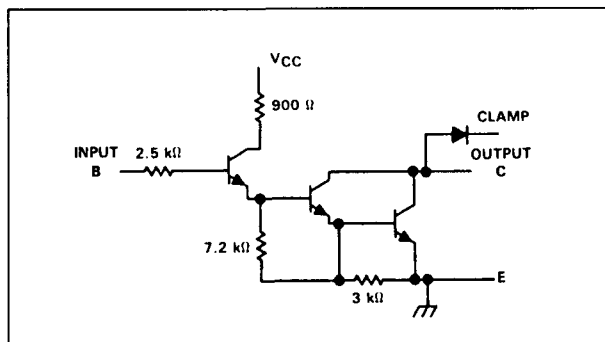 VCC
900 Ω
CLAMP
INPUT
B
2.5 kΩ
OUTPUT
C
7.2 kΩ
3 kΩ
E